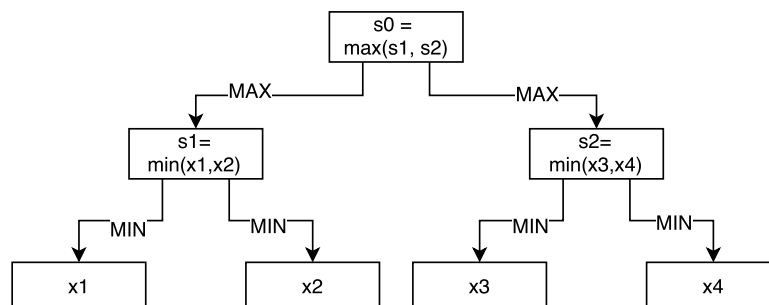 s0 =
max(s1, s2)
MAX
MAX
s1=
min(x1,x2)
s2=
min(x3,x4)
MIN
MIN
MIN
MIN
x1
x2
x3
x4